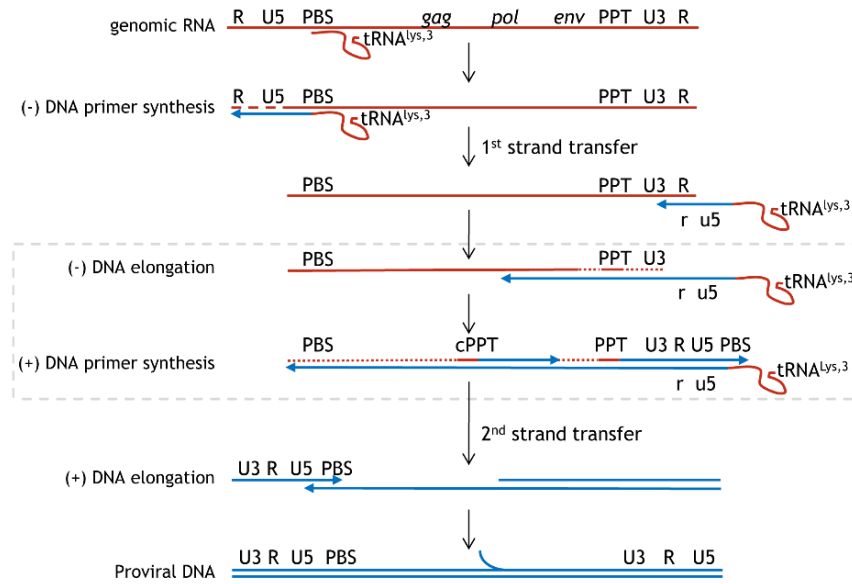 R U5 PBS gag pol env PPT U3 R
genomic RNA
tRNAlys,3
R U5 PBS PPT U3 R
(-) DNA primer synthesis
tRNAlys,3
1st strand transfer
PBS PPT U3 R
tRNAlys,3
r u5
(-) DNA elongation
PPT U3
tRNAlys,3
r u5
PBS cPPT PPT U3 R U5 PBS
(+) DNA primer synthesis
tRNALys,3
r u5
2nd strand transfer
U3 R U5 PBS
(+) DNA elongation
U3 R U5 PBS U3 R U5
Proviral DNA